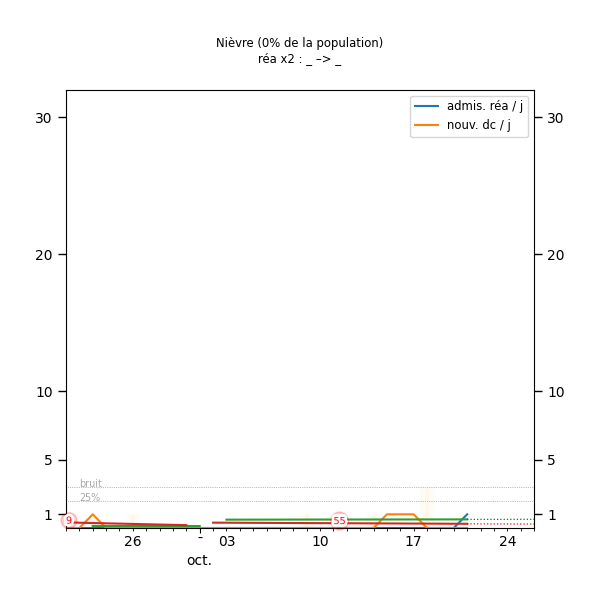 Nièvre (0% de la population)
réa x2 : _ –> _
admis. réa / j
nouv. dc / j
30 30
20 20
10 10
5 5
bruit
25%
1 1
9 55
26 - 03 10 17 24
oct.